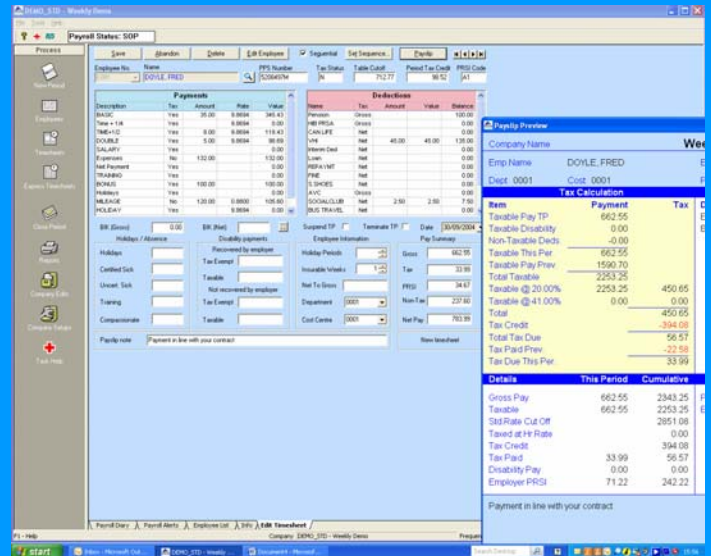 DEMO_STD - Weekly Demo
Payroll Status: SOP
Process
New Period
Employees
Timesheets
Express Timesheets
Close Period
Reports
Company Edits
Save Abandon Delete Edit Employee Sequential Set Sequence... Payslip
Employee No. Name PPS Number Tax Status Table Cutoff Period Tax Credit PRSI Code
DOYLE, FRED 5208497M N 712.77 98.52 A1
Payments
Description Tax Amount Rate Value
BASIC Yes 35.00 9.8694 345.43
Time + 1/4 Yes 9.8694 0.00
TIME+1/2 Yes 8.00 9.8694 118.43
DOUBLE Yes 5.00 9.8694 98.69
SALARY Yes 0.00
Expenses No 132.00 132.00
Net Payment Yes 0.00
TRAINING Yes 0.00
BONUS Yes 100.00 100.00
Holidays Yes 0.00
MILEAGE No 120.00 0.8800 105.60
HOLIDAY Yes 9.8694 0.00
Deductions
Name Tax Amount Value Balance
Pension Gross 100.00
HIB PRSA Gross 0.00
CAN LIFE Net 0.00
VHI Net 45.00 45.00 135.00
Interim Ded Net 0.00
Loan Net 0.00
REPAYNT Net 0.00
FINE Net 0.00
S.SHOES Net 0.00
AVC Gross 0.00
SOCIALCLUB Net 2.50 2.50 7.50
BUS TRAVEL Net 0.00
BIK (Gross) 0.00 BIK (Net) Suspend TP Terminate TP Date 30/09/2004
Holidays / Absence Disability payments Employee Information Pay Summary
Holidays
Certified Sick
Uncert. Sick
Training
Compassionate
Recovered by employer
Tax Exempt
Taxable
Not recovered by employer
Tax Exempt
Taxable
Holiday Periods
Insurable Weeks 1
Net To Gross
Department 0001
Cost Centre 0001
Gross 662.55
Tax 33.99
PRSI 34.67
Non-Tax 237.60
Net Pay 783.99
Payslip note Payment in line with your contract New timesheet
Payslip Preview
Company Name Wee
Emp Name DOYLE, FRED
Dept 0001 Cost 0001
Tax Calculation
Item Payment Tax
Taxable Pay TP 662.55
Taxable Disability 0.00
Non-Taxable Deds. -0.00
Taxable This Per. 662.55
Taxable Pay Prev. 1590.70
Total Taxable 2253.25
Taxable @ 20.00% 2253.25 450.65
Taxable @ 41.00% 0.00 0.00
Total 450.65
Tax Credit -394.08
Total Tax Due 56.57
Tax Paid Prev. -22.58
Tax Due This Per. 33.99
Details This Period Cumulative
Gross Pay 662.55 2343.25
Taxable 662.55 2253.25
Std.Rate Cut Off 2851.08
Taxed at Hr Rate 0.00
Tax Credit 394.08
Tax Paid 33.99 56.57
Disability Pay 0.00 0.00
Employer PRSI 71.22 242.22
Payment in line with your contract
Payroll Diary Payroll Alerts Employee List Info Edit Timesheet
F1 - Help Company DEMO_STD - Weekly Demo Frequen
start Inbox - Microsoft Out... DEMO_STD - Weekly ... Document4 - Microsof... Search Desktop 15:56